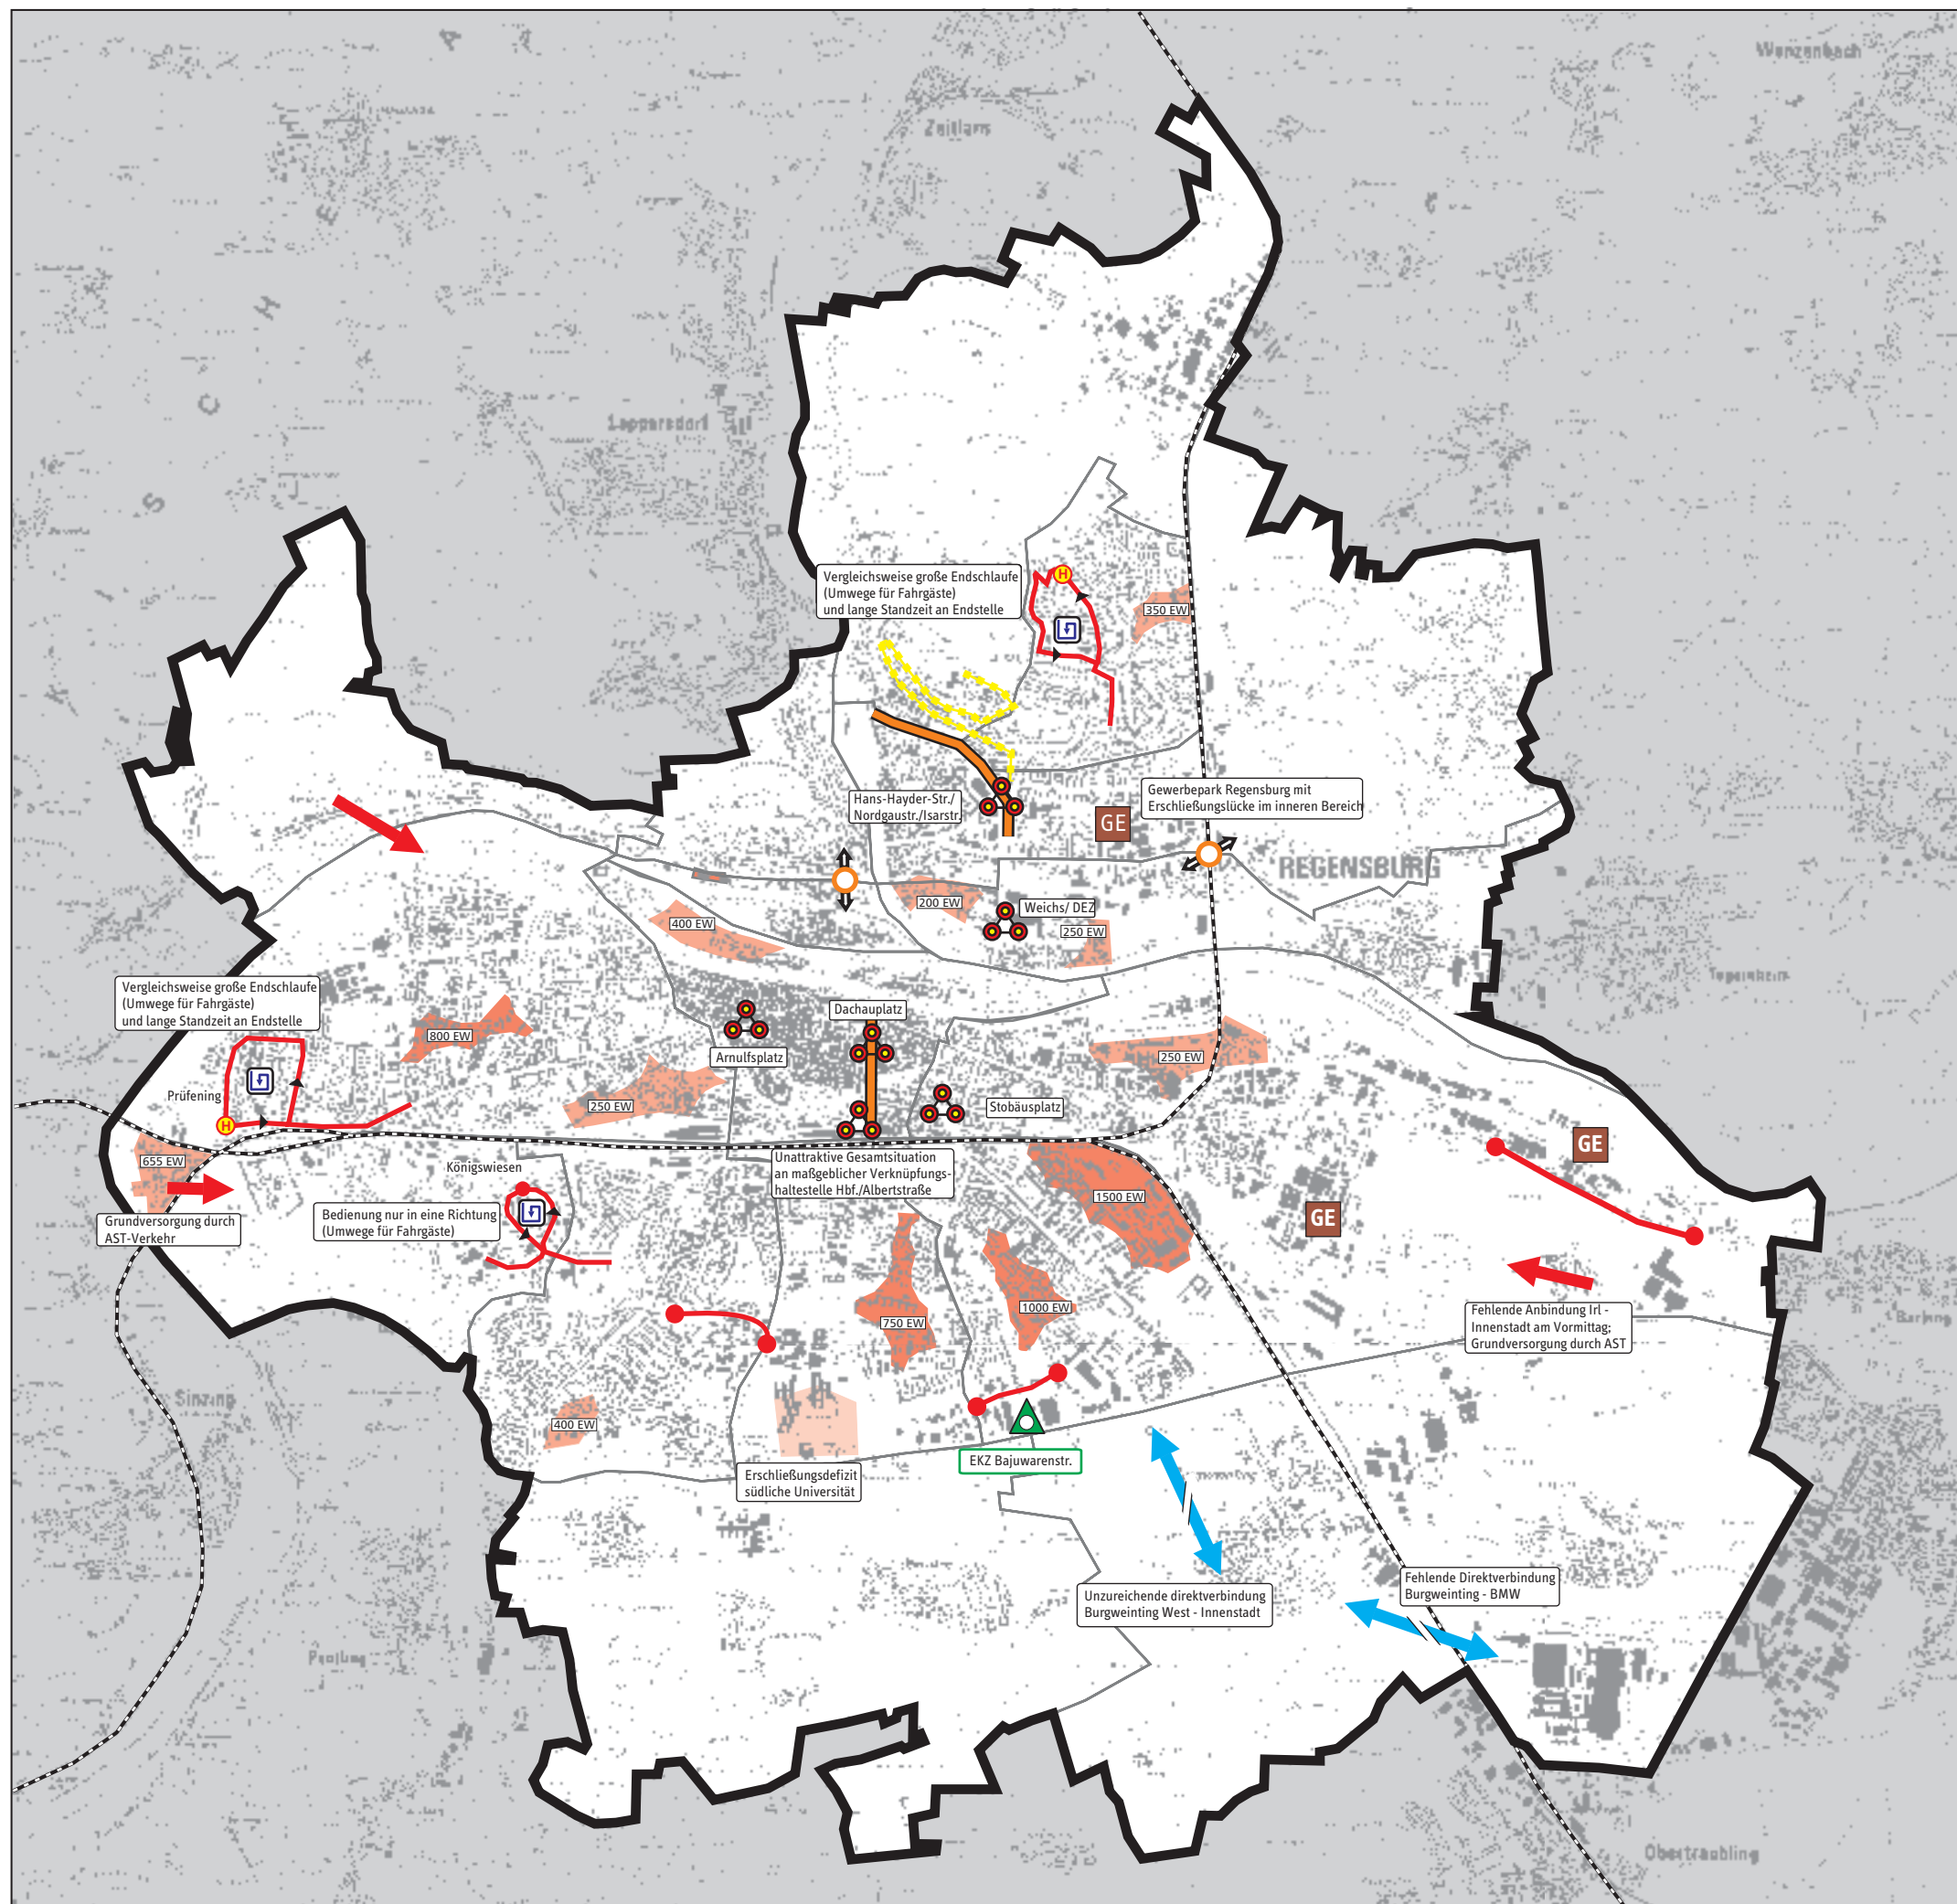 Wenzenbach
Zeitlarn
Lappersdorf
Vergleichsweise große Endschlaufe
(Umwege für Fahrgäste)
und lange Standzeit an Endstelle
H
350 EW
Hans-Hayder-Str./
Nordgaustr./Isarstr.
GE
Gewerbepark Regensburg mit
Erschließungslücke im inneren Bereich
REGENSBURG
200 EW
400 EW
Weichs/ DEZ
250 EW
Tegernheim
Vergleichsweise große Endschlaufe
(Umwege für Fahrgäste)
und lange Standzeit an Endstelle
800 EW
Dachauplatz
Arnulfsplatz
250 EW
Prüfening
H
250 EW
Stobäusplatz
655 EW
GE
Königswiesen
Unattraktive Gesamtsituation
an maßgeblicher Verknüpfungs-
haltestelle Hbf./Albertstraße
1500 EW
GE
Grundversorgung durch
AST-Verkehr
Bedienung nur in eine Richtung
(Umwege für Fahrgäste)
1000 EW
750 EW
Fehlende Anbindung Irl -
Innenstadt am Vormittag;
Grundversorgung durch AST
Barbing
Sinzing
400 EW
EKZ Bajuwarenstr.
Erschließungsdefizit
südliche Universität
Fehlende Direktverbindung
Burgweinting - BMW
Unzureichende direktverbindung
Burgweinting West - Innenstadt
Obertraubling